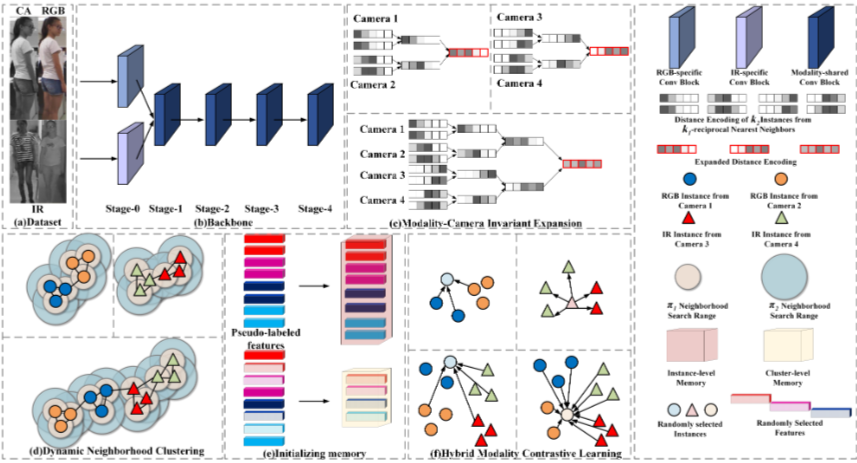 CA RGB
IR
(a)Dataset
Stage-0 Stage-1 Stage-2 Stage-3 Stage-4
(b)Backbone
Camera 1
Camera 2
Camera 3
Camera 4
Camera 1
Camera 2
Camera 3
Camera 4
(c)Modality-Camera Invariant Expansion
(d)Dynamic Neighborhood Clustering
Pseudo-labeled
features
(e)Initializing memory
(f)Hybrid Modality Contrastive Learning
RGB-specific
Conv Block
IR-specific
Conv Block
Modality-shared
Conv Block
Distance Encoding of k2Instances from
k1-reciprocal Nearest Neighbors
Expanded Distance Encoding
RGB Instance from
Camera 1
RGB Instance from
Camera 2
IR Instance from
Camera 3
IR Instance from
Camera 4
π1 Neighborhood
Search Range
π2 Neighborhood
Search Range
Instance-level
Memory
Cluster-level
Memory
Randomly selected
Instances
Randomly Selected
Features